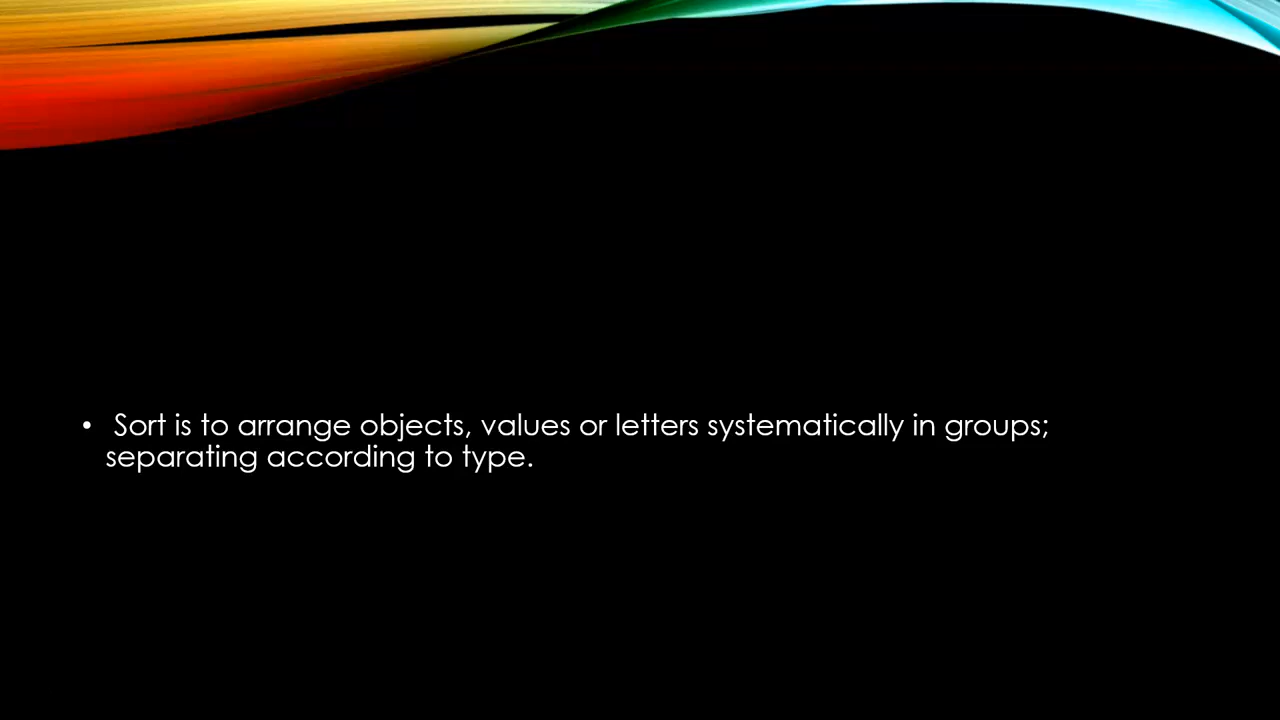 • Sort is to arrange objects, values or letters systematically in groups;
separating according to type.